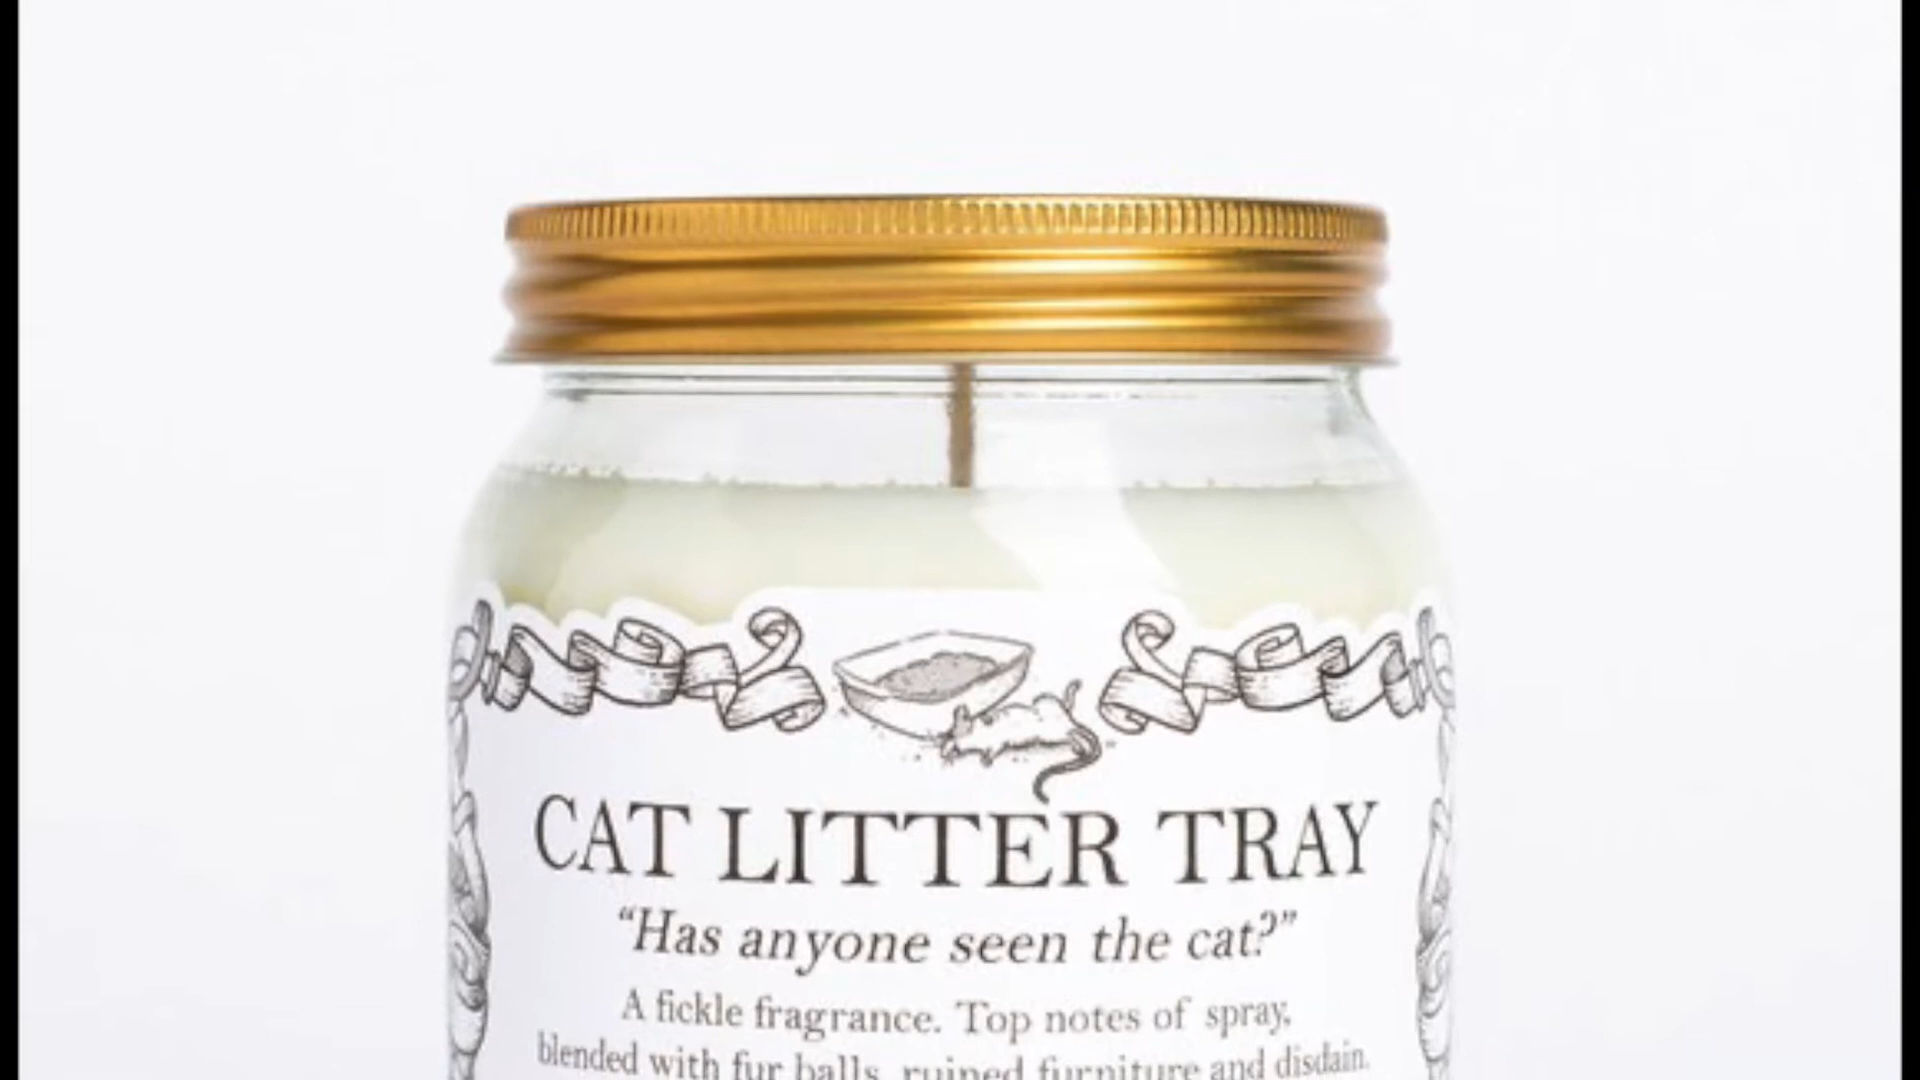 CAT LITTER TRAY
“Has anyone seen the cat?”
A fickle fragrance. Top notes of spray,
blended with fur balls, ruined furniture and disdain.